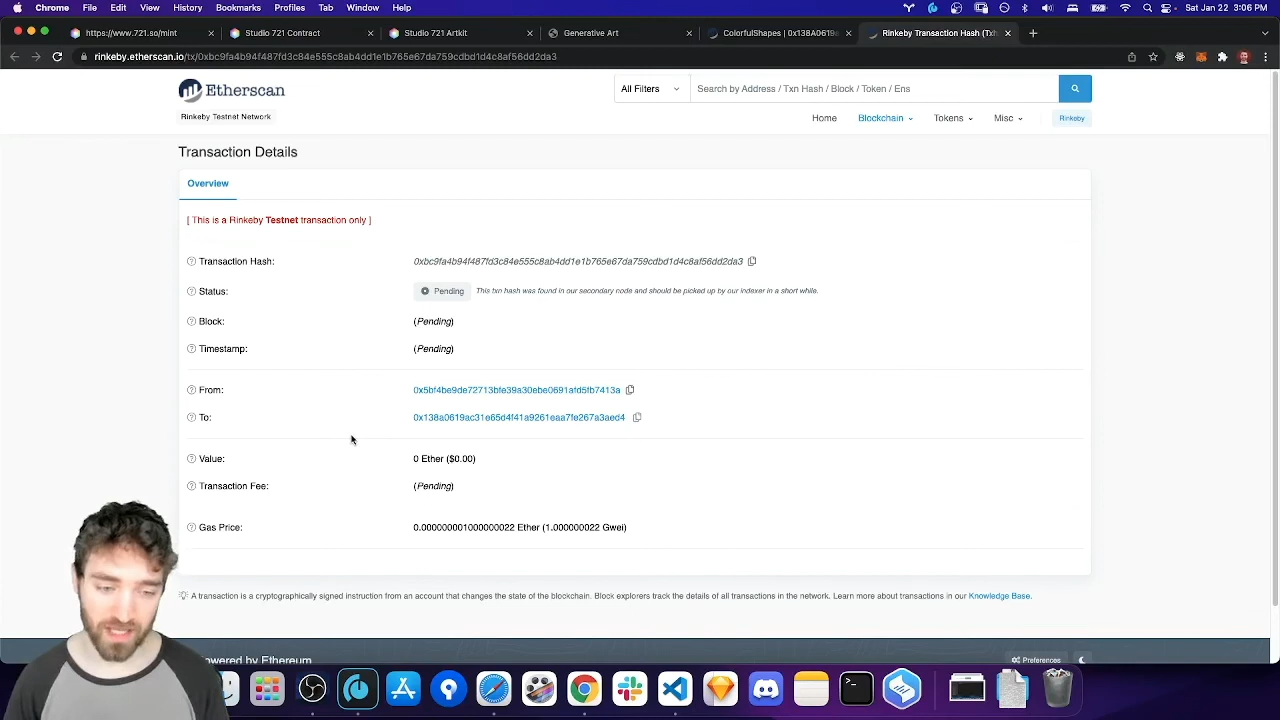 Chrome File Edit View History Bookmarks Profiles Tab Window Help
Sat Jan 22 3:06 PM
https://www.721.so/mint
Studio 721 Contract
Studio 721 Artkit
Generative Art
ColorfulShapes | 0x138A0619a
Rinkeby Transaction Hash (Txh
rinkeby.etherscan.io/tx/0xbc9fa4b94f487fd3c84e555c8ab4dd1e1b765e67da759cdbd1d4c8af56dd2da3
Etherscan
All Filters
Search by Address / Txn Hash / Block / Token / Ens
Rinkeby Testnet Network
Home Blockchain Tokens Misc Rinkeby
Transaction Details
Overview
[ This is a Rinkeby Testnet transaction only ]
Transaction Hash: 0xbc9fa4b94f487fd3c84e555c8ab4dd1e1b765e67da759cdbd1d4c8af56dd2da3
Status: Pending This txn hash was found in our secondary node and should be picked up by our indexer in a short while.
Block: (Pending)
Timestamp: (Pending)
From: 0x5bf4be9de72713bfe39a30ebe0691afd5fb7413a
To: 0x138a0619ac31e65d4f41a9261eaa7fe267a3aed4
Value: 0 Ether ($0.00)
Transaction Fee: (Pending)
Gas Price: 0.000000001000000022 Ether (1.000000022 Gwei)
A transaction is a cryptographically signed instruction from an account that changes the state of the blockchain. Block explorers track the details of all transactions in the network. Learn more about transactions in our Knowledge Base.
owered by Ethereum
Preferences